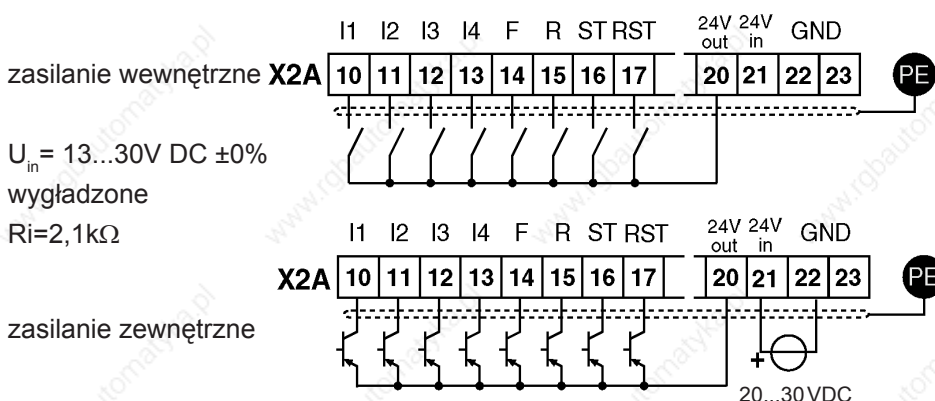 I1 I2 I3 I4 F R ST RST 24V out 24V in GND
zasilanie wewnętrzne X2A 10 11 12 13 14 15 16 17 20 21 22 23 PE
U_in = 13...30V DC ±0%
wygładzone
Ri=2,1kΩ
I1 I2 I3 I4 F R ST RST 24V out 24V in GND
X2A 10 11 12 13 14 15 16 17 20 21 22 23 PE
zasilanie zewnętrzne
+
20...30VDC
www.rgbautomatyka.pl